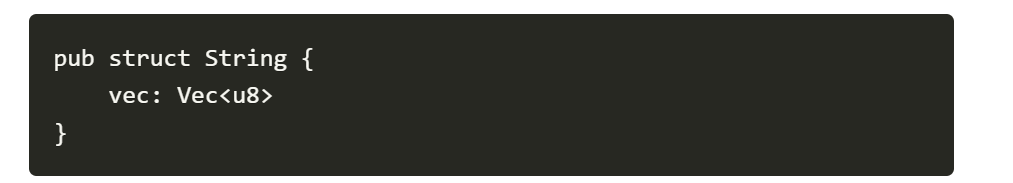 pub struct String {
    vec: Vec<u8>
}